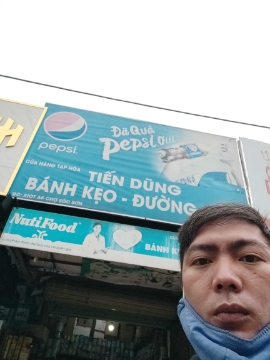 Đã Quá
pepsi ơi!
pepsi
CỬA HÀNG TẠP HÓA
TIẾN DŨNG
BÁNH KẸO - ĐƯỜNG
NutiFood
BÁNH K